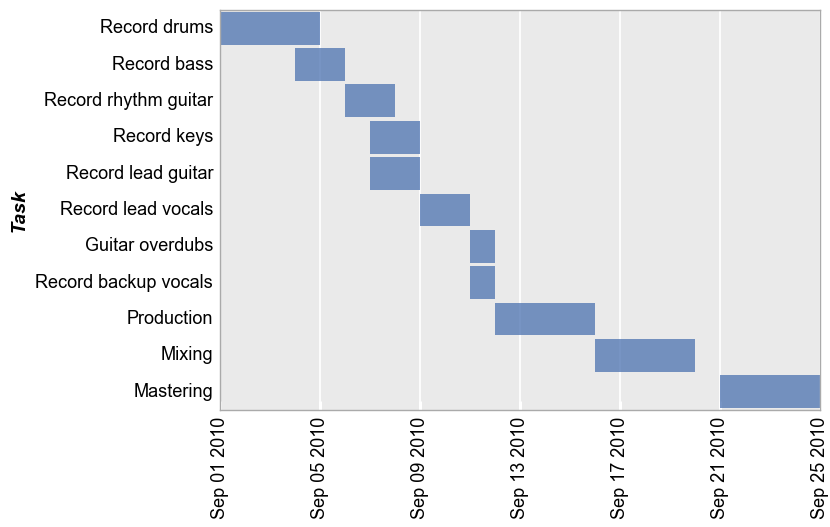 Task
Record drums
Record bass
Record rhythm guitar
Record keys
Record lead guitar
Record lead vocals
Guitar overdubs
Record backup vocals
Production
Mixing
Mastering
Sep 01 2010
Sep 05 2010
Sep 09 2010
Sep 13 2010
Sep 17 2010
Sep 21 2010
Sep 25 2010